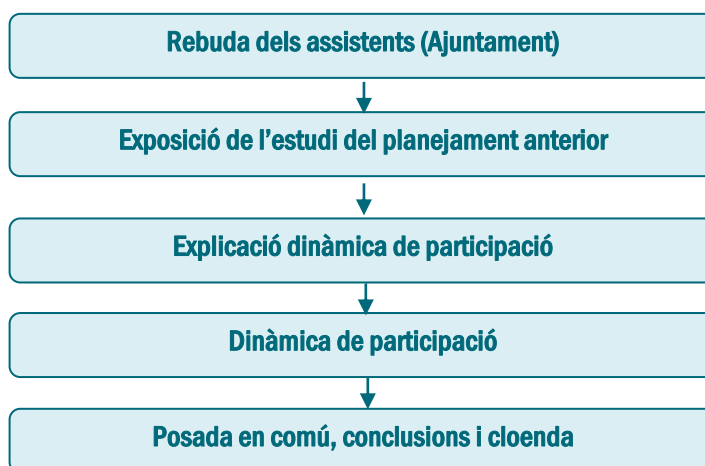 Rebuda dels assistents (Ajuntament)
Exposició de l’estudi del planejament anterior
Explicació dinàmica de participació
Dinàmica de participació
Posada en comú, conclusions i cloenda